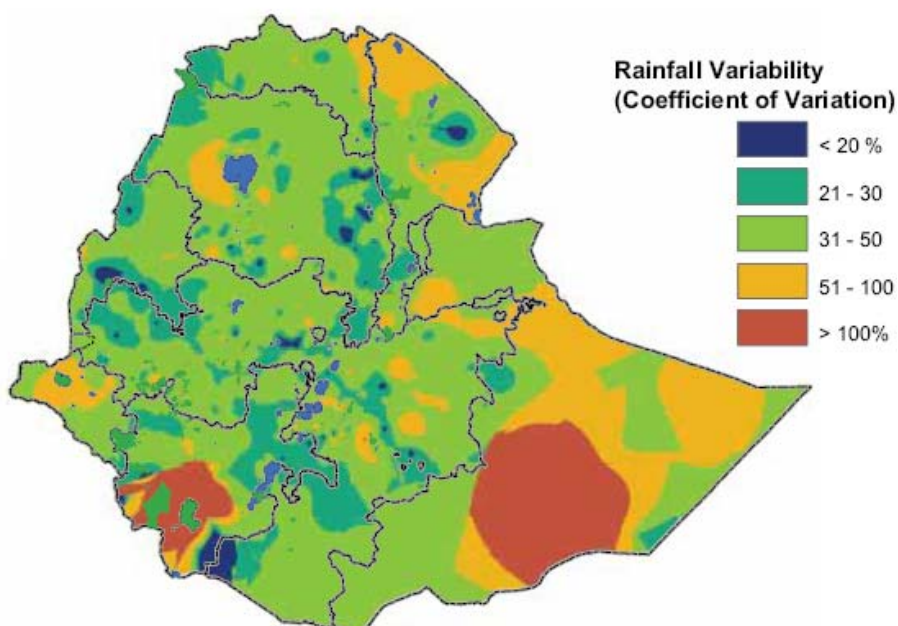 Rainfall Variability
(Coefficient of Variation)
< 20 %
21 - 30
31 - 50
51 - 100
> 100%